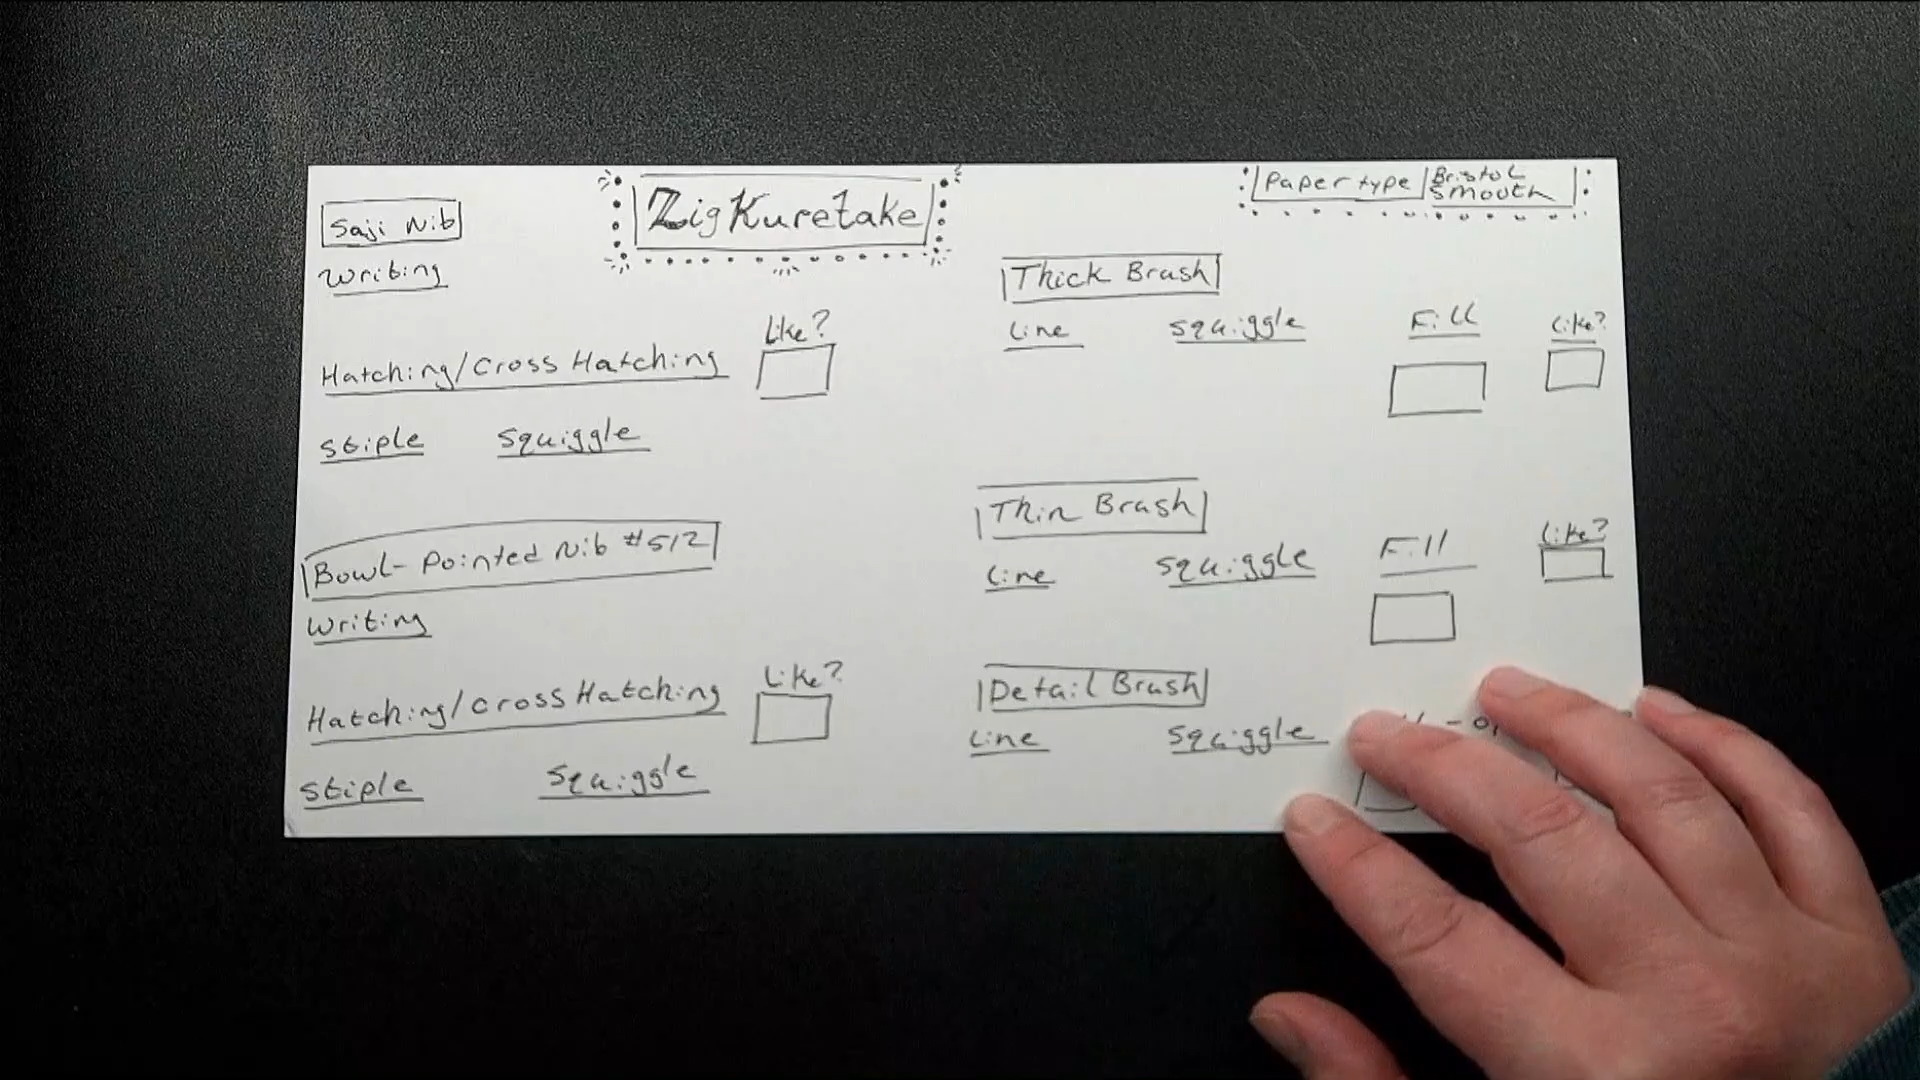 Saji Nib
Writing
Like?
Hatching/Cross Hatching
Stiple Squiggle
Bowl-Pointed Nib #512
Writing
Like?
Hatching/Cross Hatching
Stiple Squiggle
Zig Kuretake
Paper type Bristol
Smooth
Thick Brush
Line Squiggle Fill Like?
Thin Brush
Line Squiggle Fill Like?
Detail Brush
Line Squiggle